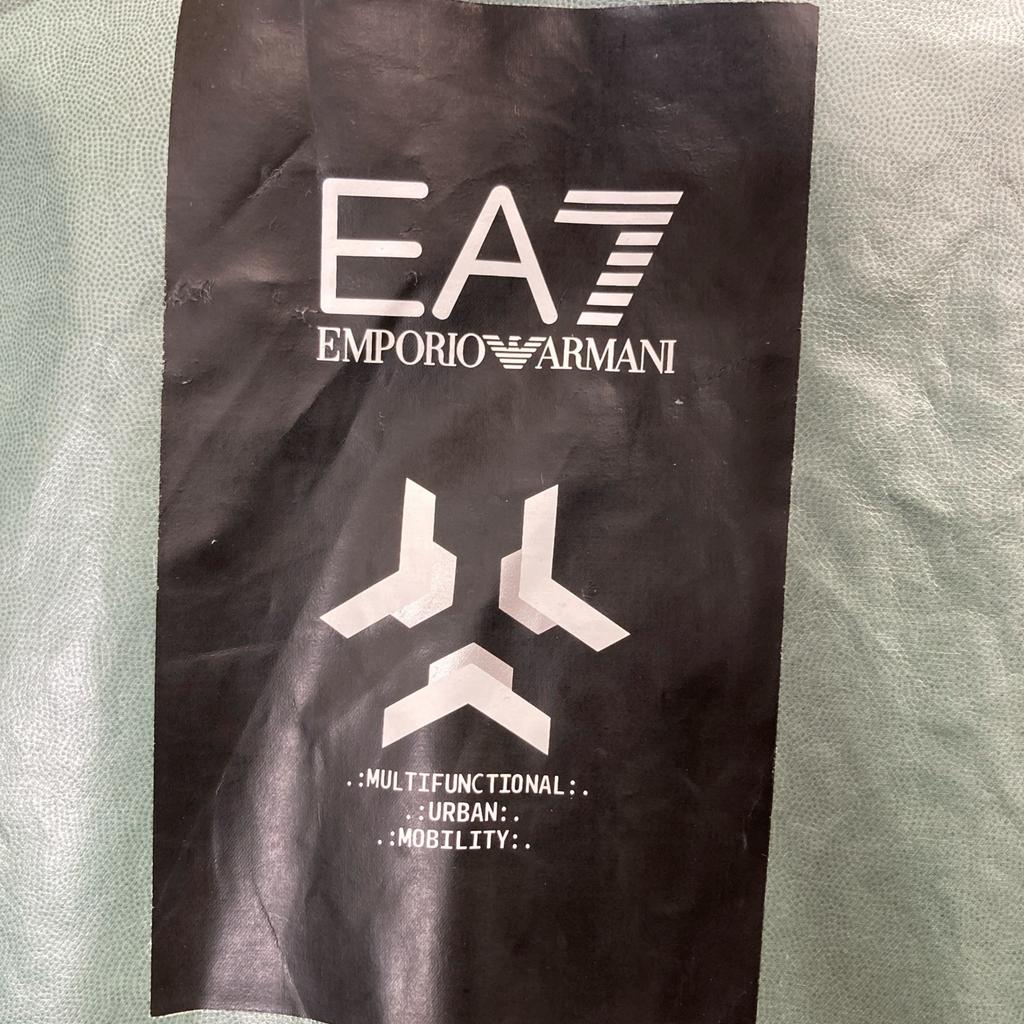 EA7
EMPORIO ARMANI
.:MULTIFUNCTIONAL:.
.:URBAN:.
.:MOBILITY:.